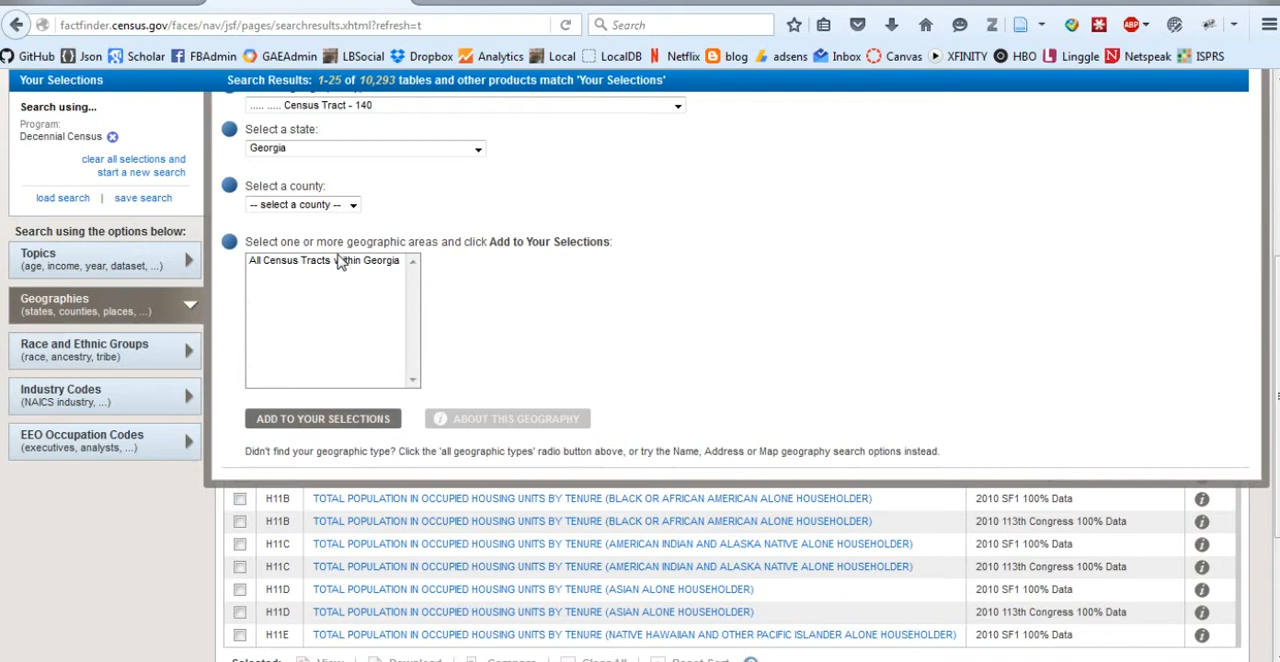 factfinder.census.gov/faces/nav/jsf/pages/searchresults.xhtml?refresh=t
Search
ABP
GitHub Json Scholar FBAdmin GAEAdmin LBSocial Dropbox Analytics Local LocalDB Netflix blog adsens Inbox Canvas XFINITY HBO Linggle Netspeak ISPRS
Your Selections
Search Results: 1-25 of 10,293 tables and other products match 'Your Selections'
Search using...
Program:
Decennial Census
clear all selections and
start a new search
load search | save search
Search using the options below:
Topics
(age, income, year, dataset, ...)
Geographies
(states, counties, places, ...)
Race and Ethnic Groups
(race, ancestry, tribe)
Industry Codes
(NAICS industry, ...)
EEO Occupation Codes
(executives, analysts, ...)
..... ..... Census Tract - 140
Select a state:
Georgia
Select a county:
-- select a county --
Select one or more geographic areas and click Add to Your Selections:
All Census Tracts within Georgia
ADD TO YOUR SELECTIONS
i ABOUT THIS GEOGRAPHY
Didn't find your geographic type? Click the 'all geographic types' radio button above, or try the Name, Address or Map geography search options instead.
H11B TOTAL POPULATION IN OCCUPIED HOUSING UNITS BY TENURE (BLACK OR AFRICAN AMERICAN ALONE HOUSEHOLDER) 2010 SF1 100% Data
H11B TOTAL POPULATION IN OCCUPIED HOUSING UNITS BY TENURE (BLACK OR AFRICAN AMERICAN ALONE HOUSEHOLDER) 2010 113th Congress 100% Data
H11C TOTAL POPULATION IN OCCUPIED HOUSING UNITS BY TENURE (AMERICAN INDIAN AND ALASKA NATIVE ALONE HOUSEHOLDER) 2010 SF1 100% Data
H11C TOTAL POPULATION IN OCCUPIED HOUSING UNITS BY TENURE (AMERICAN INDIAN AND ALASKA NATIVE ALONE HOUSEHOLDER) 2010 113th Congress 100% Data
H11D TOTAL POPULATION IN OCCUPIED HOUSING UNITS BY TENURE (ASIAN ALONE HOUSEHOLDER) 2010 SF1 100% Data
H11D TOTAL POPULATION IN OCCUPIED HOUSING UNITS BY TENURE (ASIAN ALONE HOUSEHOLDER) 2010 113th Congress 100% Data
H11E TOTAL POPULATION IN OCCUPIED HOUSING UNITS BY TENURE (NATIVE HAWAIIAN AND OTHER PACIFIC ISLANDER ALONE HOUSEHOLDER) 2010 SF1 100% Data
Selected: View Download Compare Clear All Reset Sort